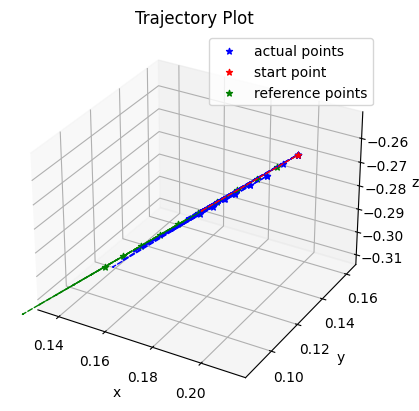 Trajectory Plot
actual points
start point
reference points
−0.26
−0.27
−0.28
−0.29
−0.30
−0.31
z
0.14
0.16
0.18
0.20
x
0.10
0.12
0.14
0.16
y